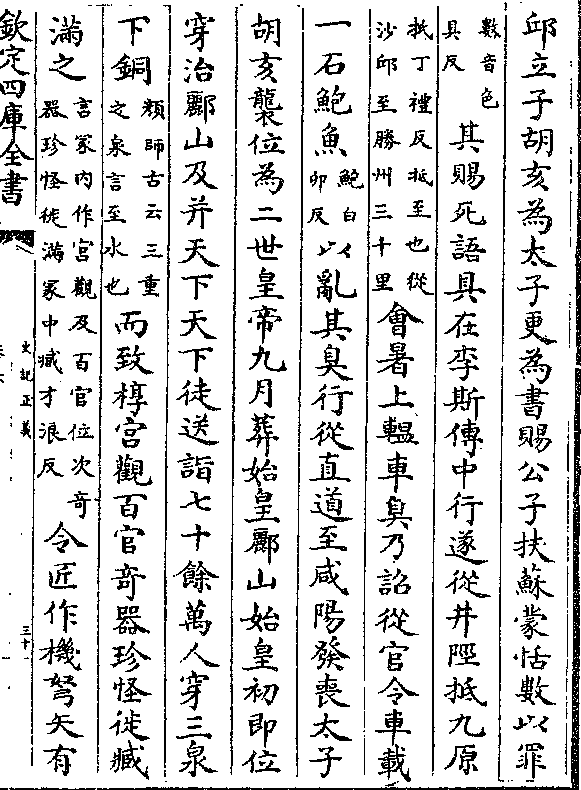 邱立子胡亥為太子更為書賜公子扶蘇蒙恬數以罪
數音色具反其賜死語具在李斯傳中行遂從井陘抵九原
抵丁禮反抵至也從沙邱至勝州三千里會暑上轀車臭乃詔從官令車載
一石鮑魚鮑白卯反以亂其臭行從直道至咸陽發喪太子
胡亥襲位為二世皇帝九月葬始皇酈山始皇初即位
穿治酈山及并天下天下徒送詣七十餘萬人穿三泉
下銅顏師古云三重之泉言至水也而致椁宮觀百官奇器珍怪徙臧
滿之言冢内作宮觀及百官位次奇器珍怪徙滿冢中臧才浪反令匠作機弩矢有
欽定四庫全書
史記正義
三十